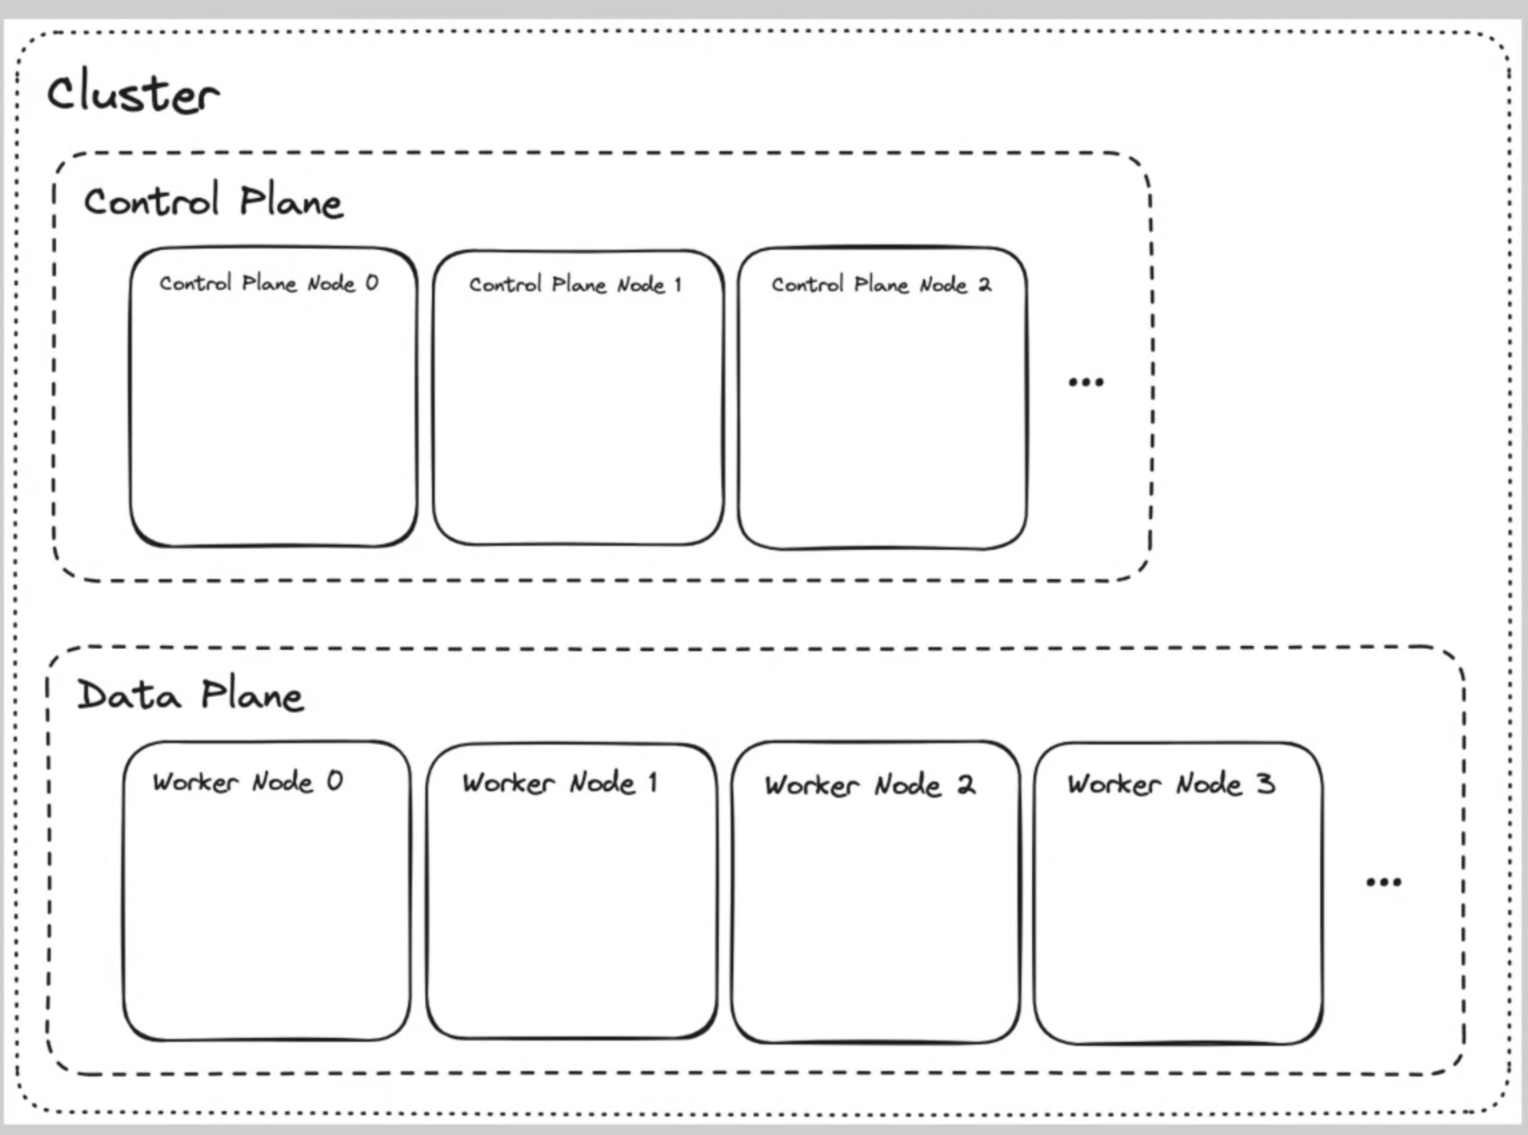 Cluster
Control Plane
Control Plane Node 0
Control Plane Node 1
Control Plane Node 2
...
Data Plane
Worker Node 0
Worker Node 1
Worker Node 2
Worker Node 3
...